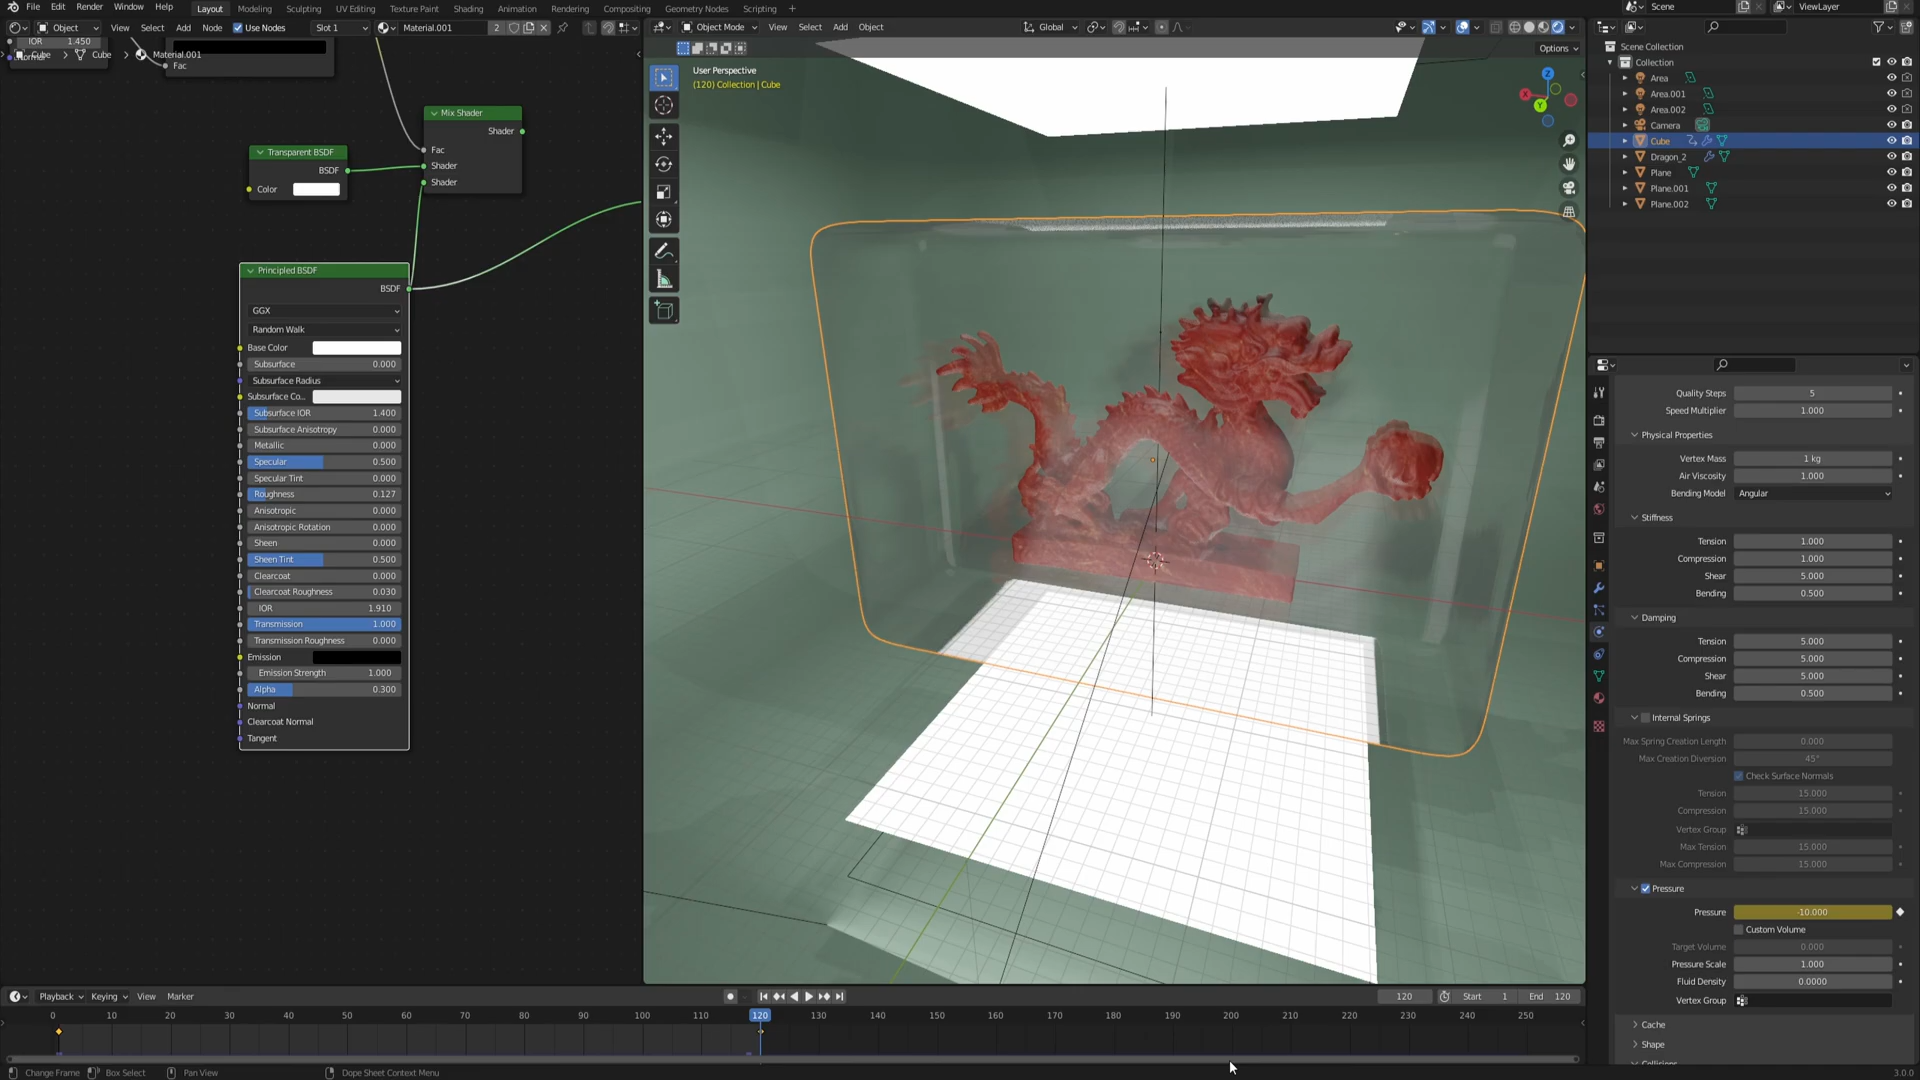 File Edit Render Window Help Layout Modeling Sculpting UV Editing Texture Paint Shading Animation Rendering Compositing Geometry Nodes Scripting + Scene ViewLayer
Object View Select Add Node Use Nodes Slot 1 Material.001 2
Object Mode View Select Add Object Global
Options
IOR 1.450
Cube > Cube > Material.001
Fac
Mix Shader
Shader
Fac
Shader
Shader
Transparent BSDF
BSDF
Color
Principled BSDF
BSDF
GGX
Random Walk
Base Color
Subsurface 0.000
Subsurface Radius
Subsurface Co...
Subsurface IOR 1.400
Subsurface Anisotropy 0.000
Metallic 0.000
Specular 0.500
Specular Tint 0.000
Roughness 0.127
Anisotropic 0.000
Anisotropic Rotation 0.000
Sheen 0.000
Sheen Tint 0.500
Clearcoat 0.000
Clearcoat Roughness 0.030
IOR 1.910
Transmission 1.000
Transmission Roughness 0.000
Emission
Emission Strength 1.000
Alpha 0.300
Normal
Clearcoat Normal
Tangent
User Perspective
(120) Collection | Cube
Z
X
Y
Scene Collection
Collection
Area
Area.001
Area.002
Camera
Cube
Dragon_2
Plane
Plane.001
Plane.002
Quality Steps 5
Speed Multiplier 1.000
Physical Properties
Vertex Mass 1 kg
Air Viscosity 1.000
Bending Model Angular
Stiffness
Tension 1.000
Compression 1.000
Shear 5.000
Bending 0.500
Damping
Tension 5.000
Compression 5.000
Shear 5.000
Bending 0.500
Internal Springs
Max Spring Creation Length 0.000
Max Creation Diversion 45°
Check Surface Normals
Tension 15.000
Compression 15.000
Vertex Group
Max Tension 15.000
Max Compression 15.000
Pressure
Pressure -10.000
Custom Volume
Target Volume 0.000
Pressure Scale 1.000
Fluid Density 0.0000
Vertex Group
Cache
Shape
Collisions
Playback Keying View Marker 120 Start 1 End 120
0 10 20 30 40 50 60 70 80 90 100 110 120 130 140 150 160 170 180 190 200 210 220 230 240 250
Change Frame Box Select Pan View Dope Sheet Context Menu 3.0.0